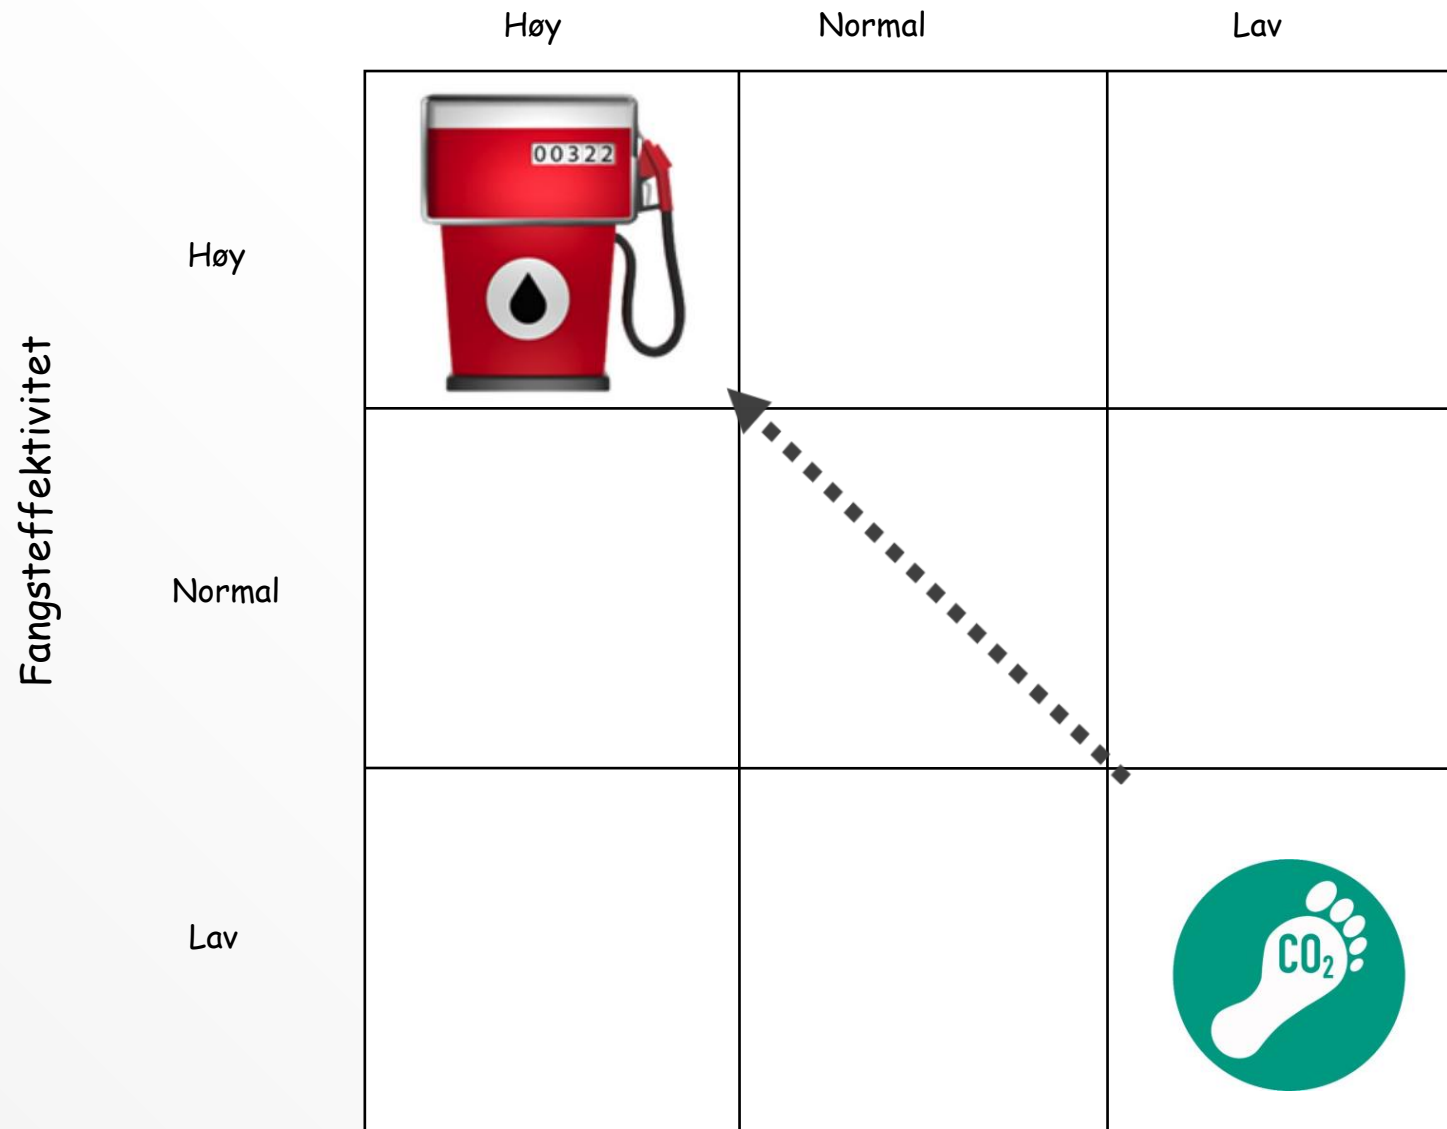 Høy Normal Lav
00322
Høy
Fangsteffektivitet
Normal
Lav
CO₂